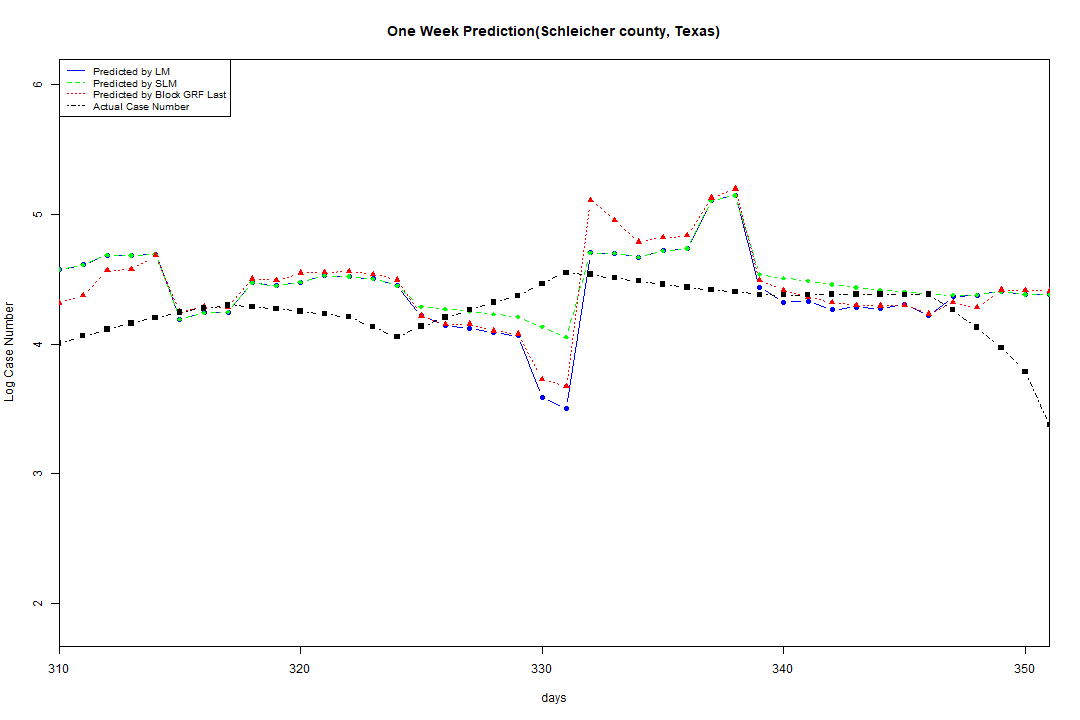 One Week Prediction(Schleicher county, Texas)
Predicted by LM
Predicted by SLM
Predicted by Block GRF Last
Actual Case Number
6
5
4
3
2
Log Case Number
310 320 330 340 350
days